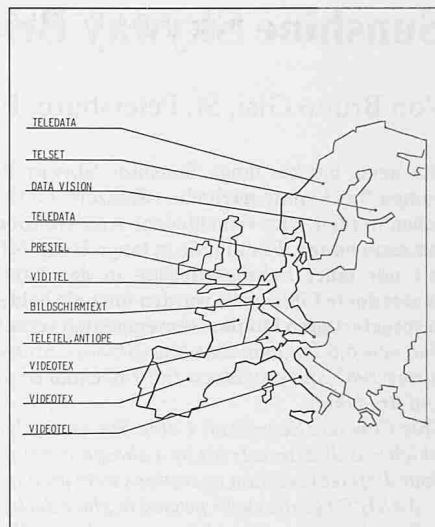 TELEDATA
TELSET
DATA VISION
TELEDATA
PRESTEL
VIDITEL
BILDSCHIRMTEXT
TELETEL,ANTIOPE
VIDEOTEX
VIDEOTEX
VIDEOTEL